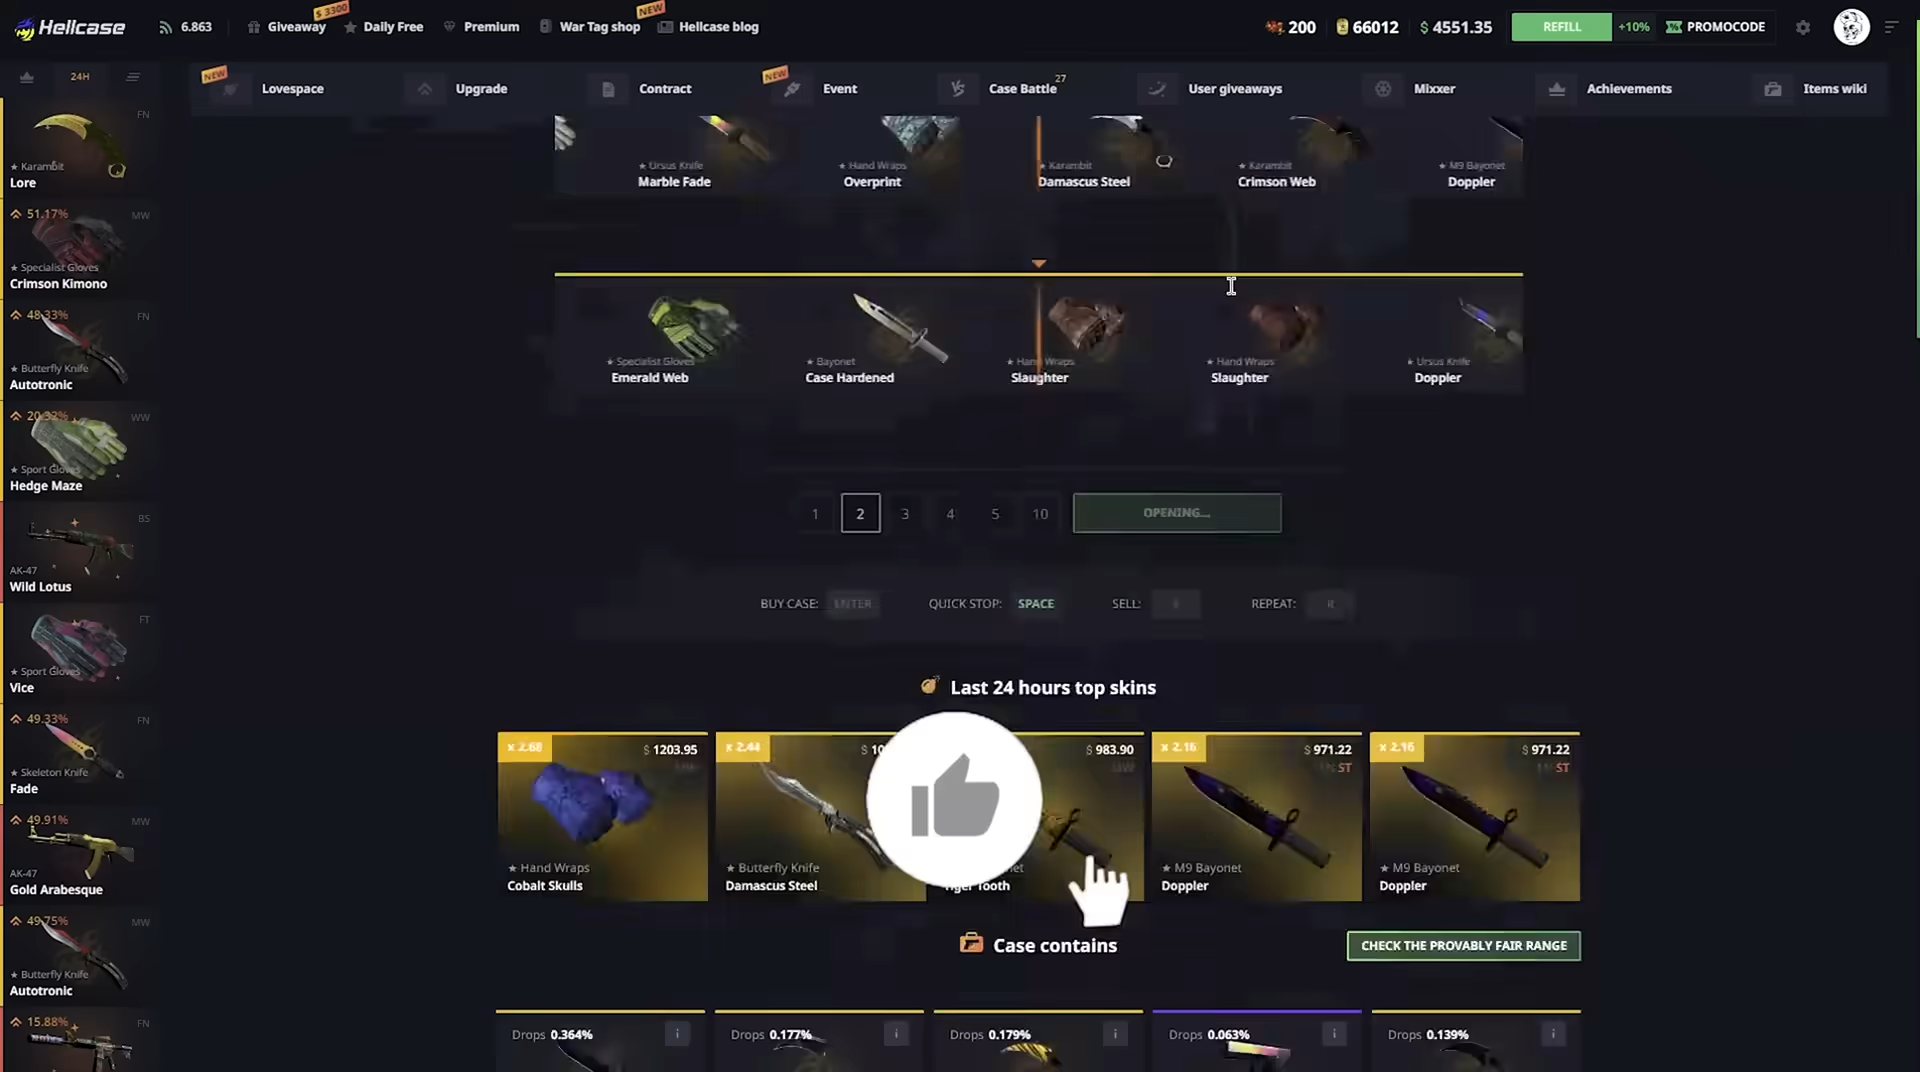 Hellcase
6.863
$ 3300
Giveaway
Daily Free
Premium
NEW
War Tag shop
Hellcase blog
200
66012
$ 4551.35
REFILL
+10%
PROMOCODE
24H
NEW
Lovespace
Upgrade
Contract
NEW
Event
VS
Case Battle
27
User giveaways
Mixxer
Achievements
Items wiki
FN
★ Karambit
Lore
51.17%
MW
★ Specialist Gloves
Crimson Kimono
48.33%
FN
★ Butterfly Knife
Autotronic
20.32%
WW
★ Sport Gloves
Hedge Maze
BS
AK-47
Wild Lotus
FT
★ Sport Gloves
Vice
49.33%
FN
★ Skeleton Knife
Fade
49.91%
MW
AK-47
Gold Arabesque
49.75%
MW
★ Butterfly Knife
Autotronic
15.88%
FN
★ Ursus Knife
Marble Fade
★ Hand Wraps
Overprint
★ Karambit
Damascus Steel
★ Karambit
Crimson Web
★ M9 Bayonet
Doppler
★ Specialist Gloves
Emerald Web
★ Bayonet
Case Hardened
★ Hand Wraps
Slaughter
★ Hand Wraps
Slaughter
★ Ursus Knife
Doppler
1 2 3 4 5 10
OPENING...
BUY CASE: ENTER
QUICK STOP: SPACE
SELL:
REPEAT: R
Last 24 hours top skins
x 2.68
$ 1203.95
★ Hand Wraps
Cobalt Skulls
x 2.44
$ 10
★ Butterfly Knife
Damascus Steel
$ 983.90
MW
Tiger Tooth
x 2.16
$ 971.22
ST
★ M9 Bayonet
Doppler
x 2.16
$ 971.22
ST
★ M9 Bayonet
Doppler
Case contains
CHECK THE PROVABLY FAIR RANGE
Drops 0.364%
i
Drops 0.177%
i
Drops 0.179%
i
Drops 0.063%
i
Drops 0.139%
i